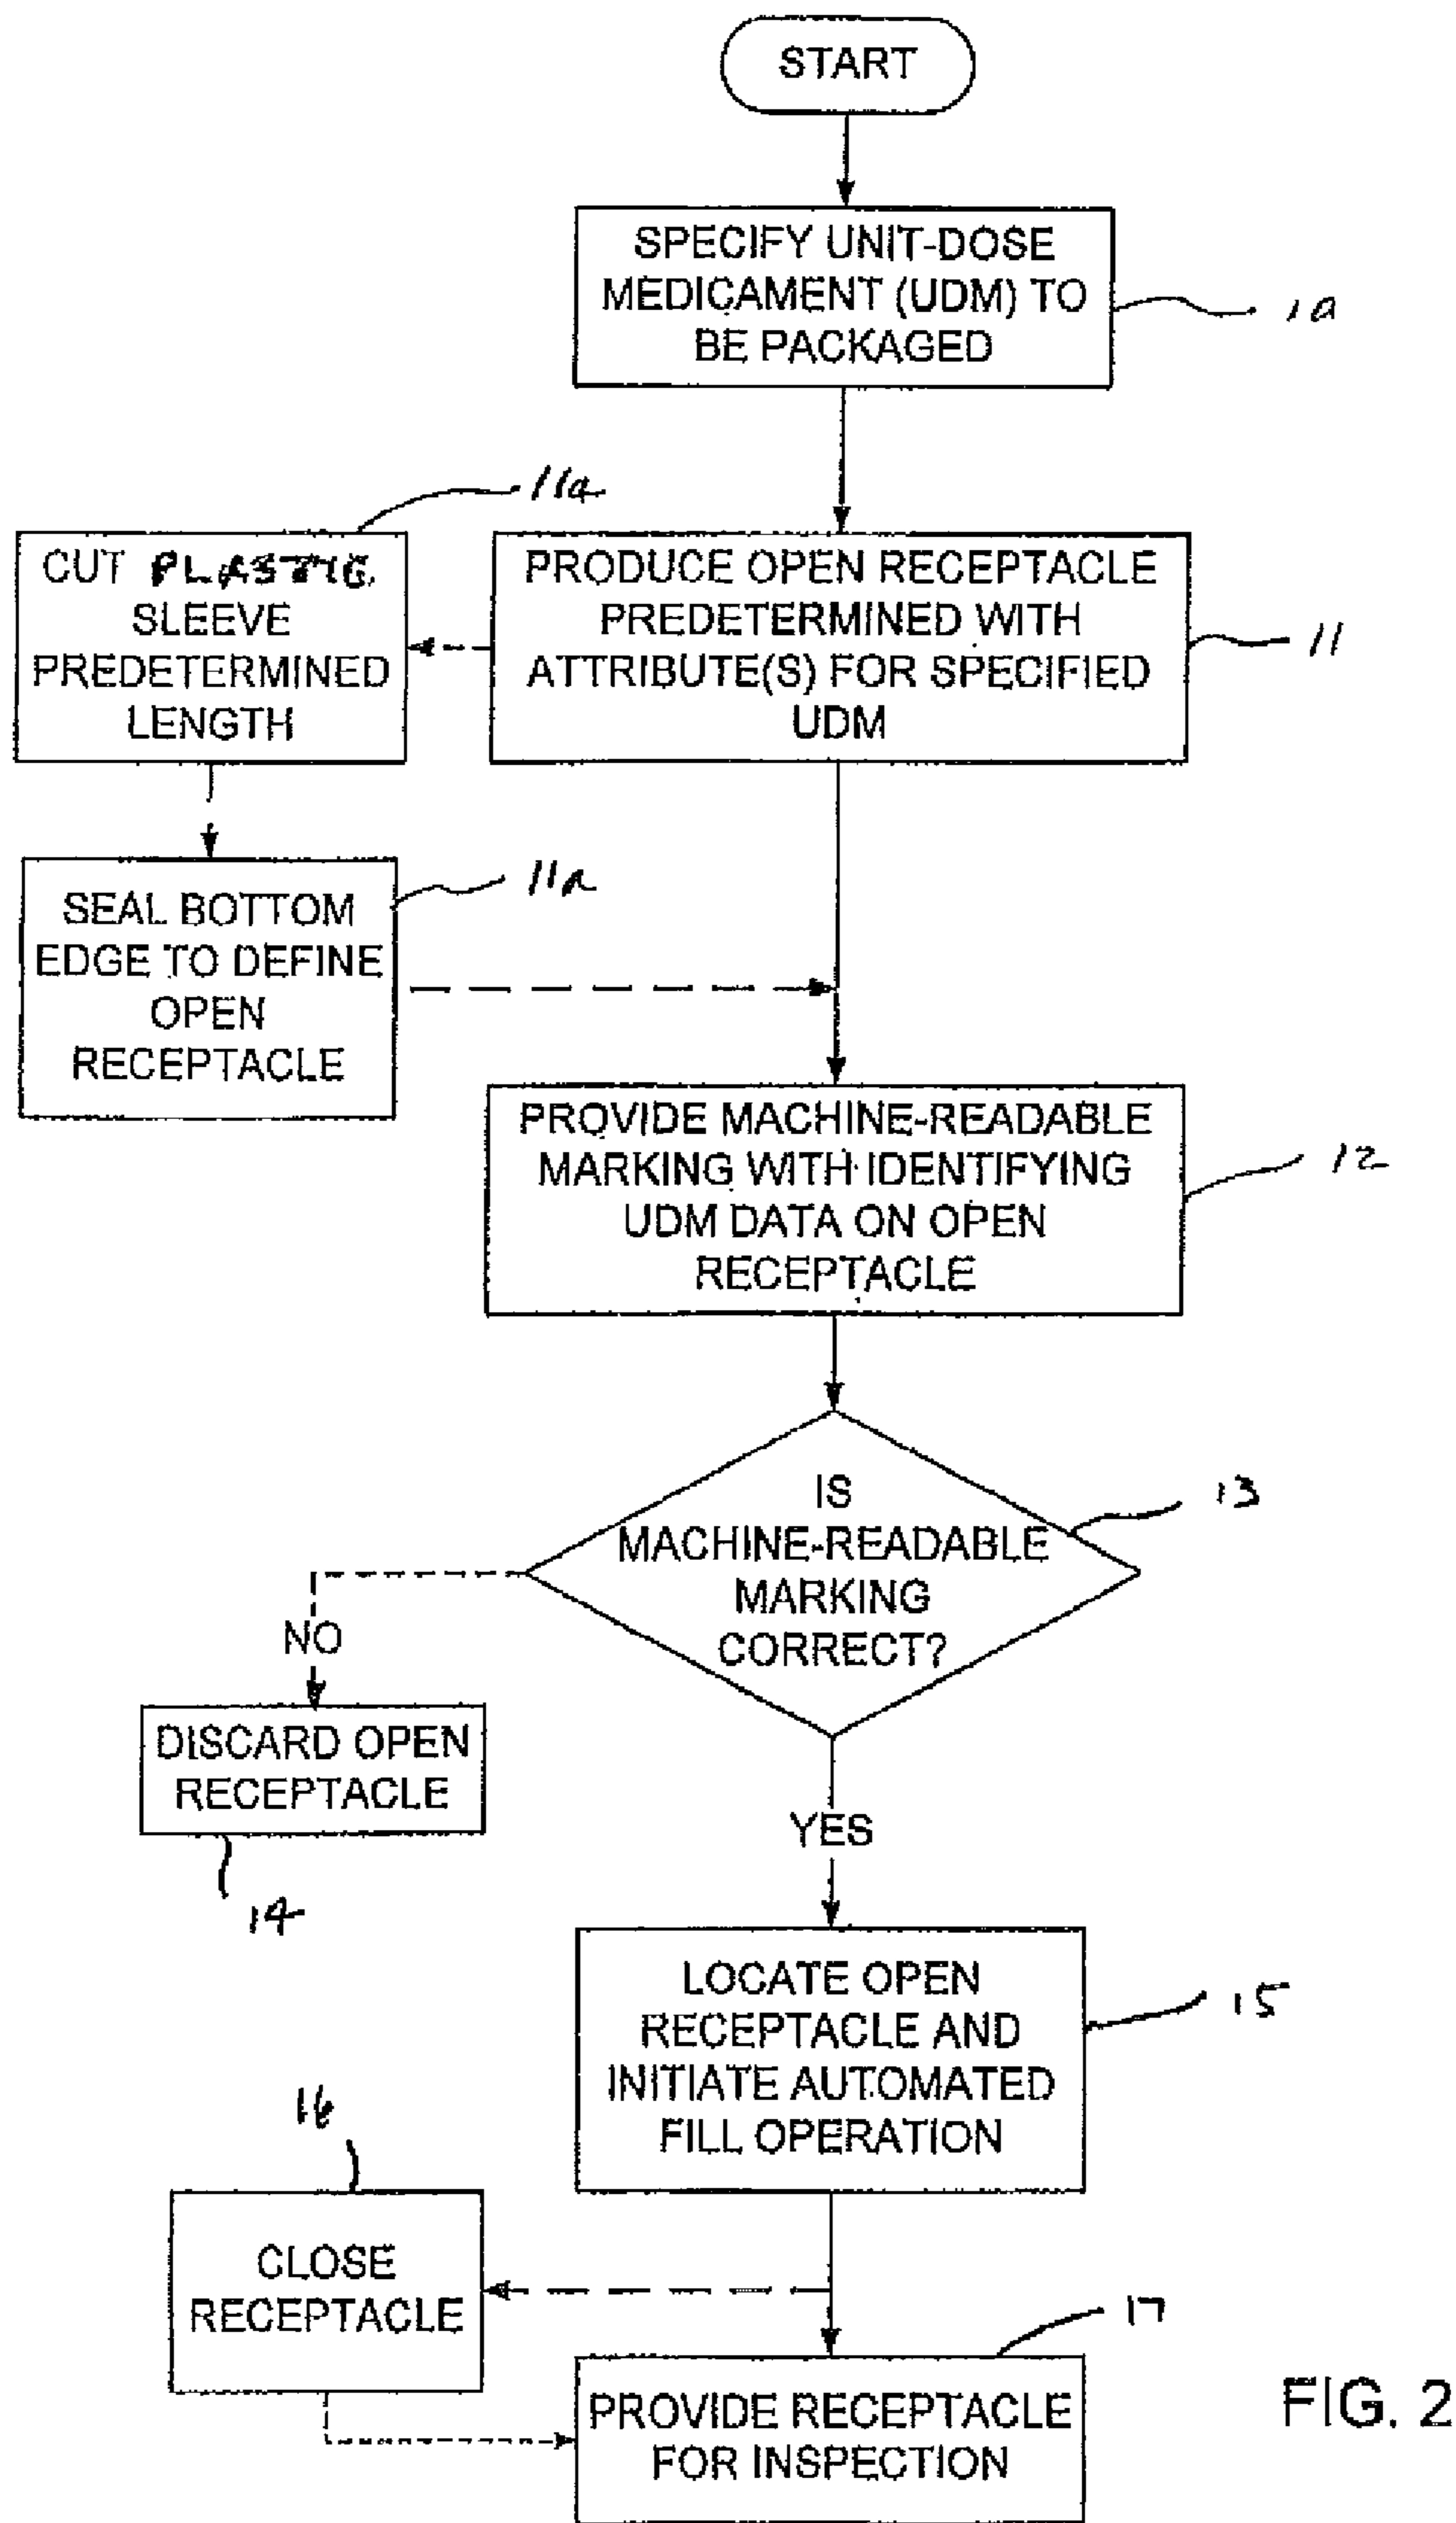 START
SPECIFY UNIT-DOSE
MEDICAMENT (UDM) TO
BE PACKAGED
10
11a
CUT PLASTIC
SLEEVE
PREDETERMINED
LENGTH
PRODUCE OPEN RECEPTACLE
PREDETERMINED WITH
ATTRIBUTE(S) FOR SPECIFIED
UDM
11
SEAL BOTTOM
EDGE TO DEFINE
OPEN
RECEPTACLE
11a
PROVIDE MACHINE-READABLE
MARKING WITH IDENTIFYING
UDM DATA ON OPEN
RECEPTACLE
12
IS
MACHINE-READABLE
MARKING
CORRECT?
13
NO
DISCARD OPEN
RECEPTACLE
14
YES
LOCATE OPEN
RECEPTACLE AND
INITIATE AUTOMATED
FILL OPERATION
15
16
CLOSE
RECEPTACLE
17
PROVIDE RECEPTACLE
FOR INSPECTION
FIG. 2